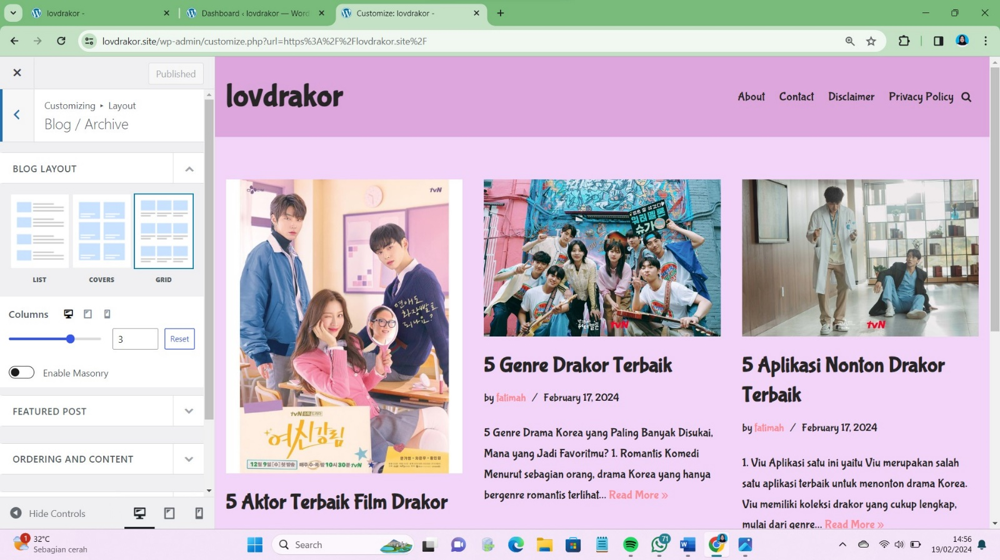 lovdrakor -
Dashboard ‹ lovdrakor — Word
Customize: lovdrakor -
lovdrakor.site/wp-admin/customize.php?url=https%3A%2F%2Flovdrakor.site%2F
Published
Customizing ▸ Layout
Blog / Archive
BLOG LAYOUT
LIST
COVERS
GRID
Columns
3
Reset
Enable Masonry
FEATURED POST
ORDERING AND CONTENT
Hide Controls
lovdrakor
About
Contact
Disclaimer
Privacy Policy
tvN
연애도
화장빨로
되나요?
tvN
여신강림
12월 9일 [수] 첫 방송
매주 수·목 밤 10시 30분 tvN
5 Aktor Terbaik Film Drakor
워터멜론
슈가
tvN
5 Genre Drakor Terbaik
by fatimah / February 17, 2024
5 Genre Drama Korea yang Paling Banyak Disukai,
Mana yang Jadi Favoritmu? 1. Romantis Komedi
Menurut sebagian orang, drama Korea yang hanya
bergenre romantis terlihat… Read More »
tvN
5 Aplikasi Nonton Drakor
Terbaik
by fatimah / February 17, 2024
1. Viu Aplikasi satu ini yaitu Viu merupakan salah
satu aplikasi terbaik untuk menonton drama Korea.
Viu memiliki koleksi drakor yang cukup lengkap,
mulai dari genre… Read More »
1
32°C
Sebagian cerah
Search
71
14:56
19/02/2024